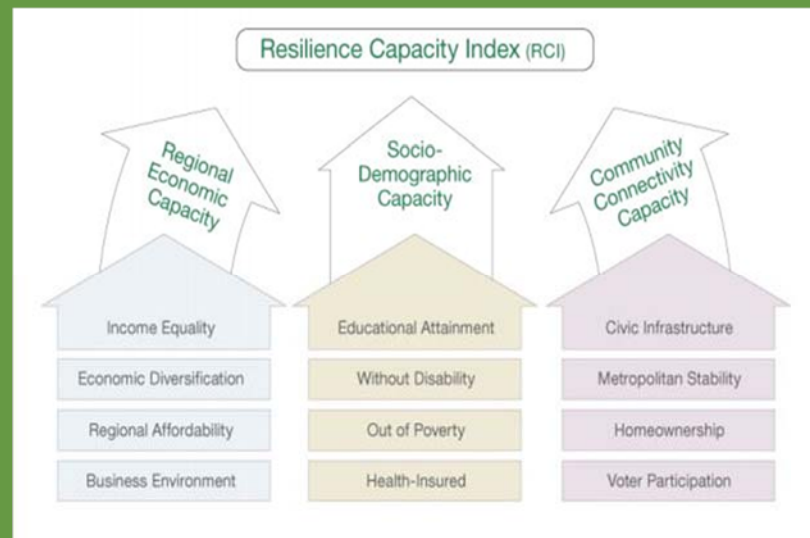 Resilience Capacity Index (RCI)
Regional
Economic
Capacity
Socio-
Demographic
Capacity
Community
Connectivity
Capacity
Income Equality
Economic Diversification
Regional Affordability
Business Environment
Educational Attainment
Without Disability
Out of Poverty
Health-Insured
Civic Infrastructure
Metropolitan Stability
Homeownership
Voter Participation